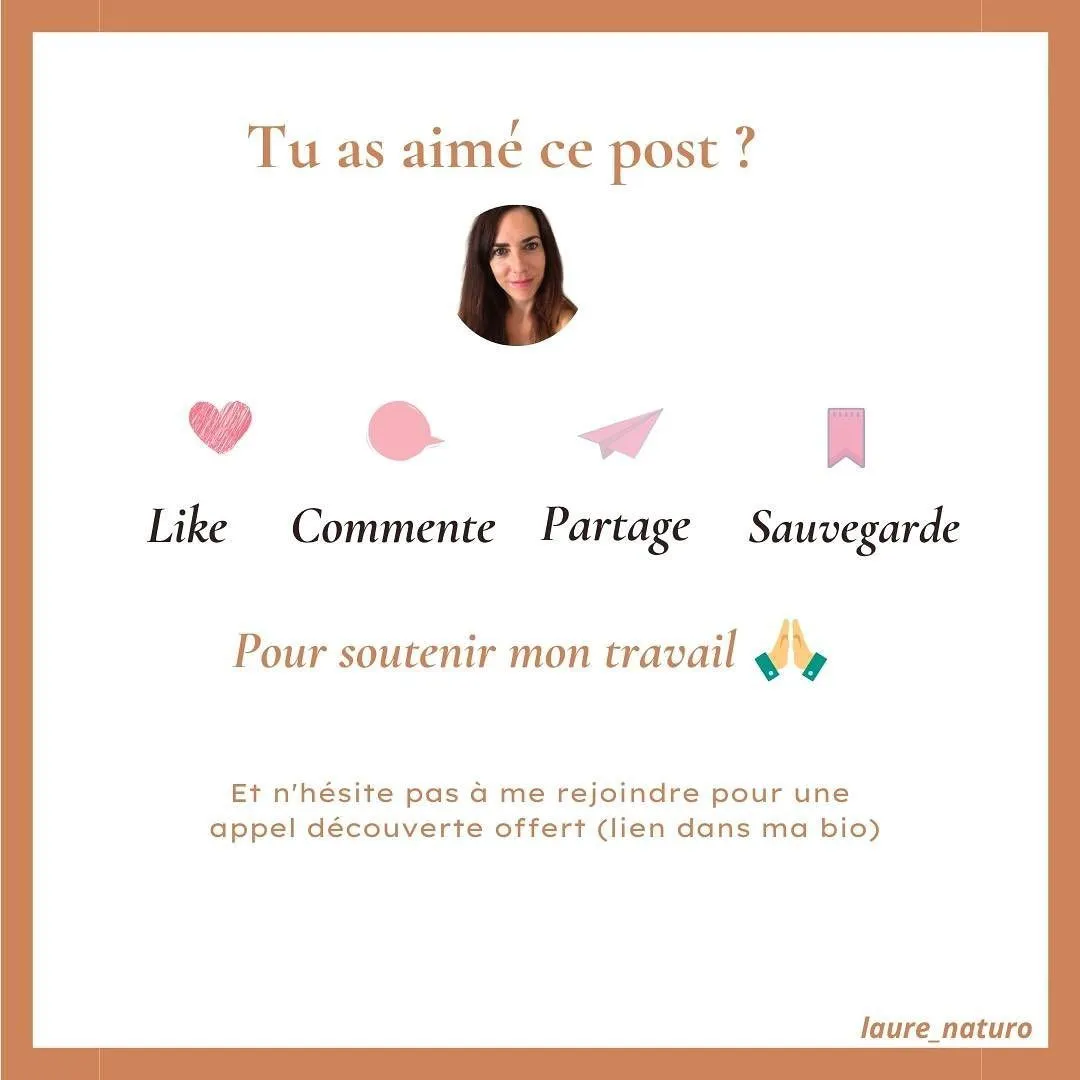 Tu as aimé ce post ?
Like Commente Partage Sauvegarde
Pour soutenir mon travail
Et n'hésite pas à me rejoindre pour une
appel découverte offert (lien dans ma bio)
laure_naturo